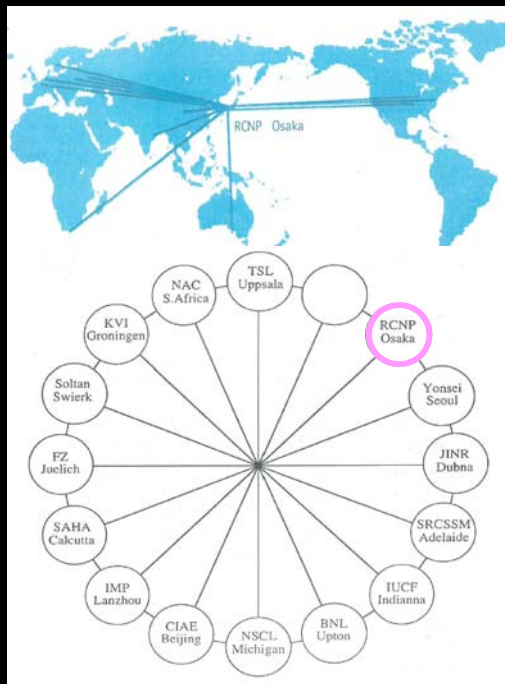 RCNP Osaka
TSL
Uppsala
RCNP
Osaka
Yonsei
Seoul
JINR
Dubna
SRCSSM
Adelaide
IUCF
Indianna
BNL
Upton
NSCL
Michigan
CIAE
Beijing
IMP
Lanzhou
SAHA
Calcutta
FZ
Juelich
Soltan
Swierk
KVI
Groningen
NAC
S.Africa